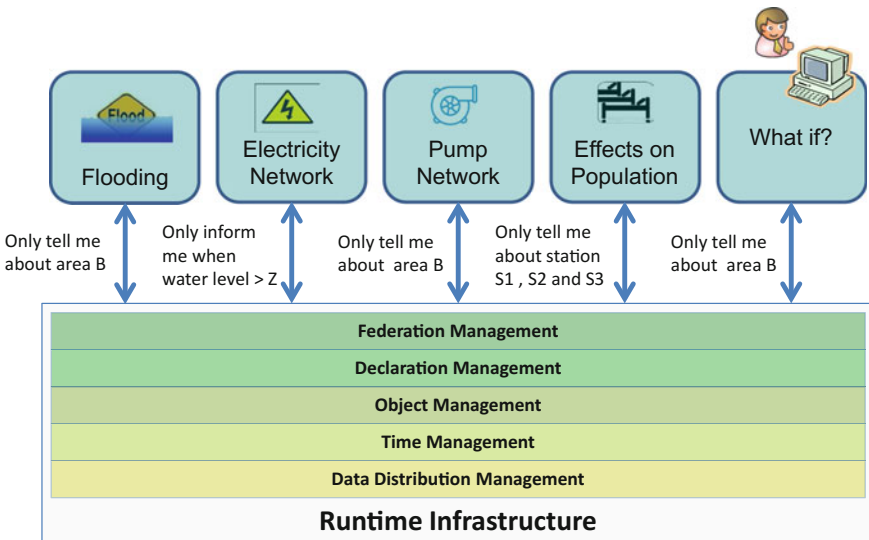 Flood
Flooding
Electricity
Network
Pump
Network
Effects on
Population
What if?
Only tell me
about area B
Only inform
me when
water level > Z
Only tell me
about area B
Only tell me
about station
S1 , S2 and S3
Only tell me
about area B
Federation Management
Declaration Management
Object Management
Time Management
Data Distribution Management
Runtime Infrastructure